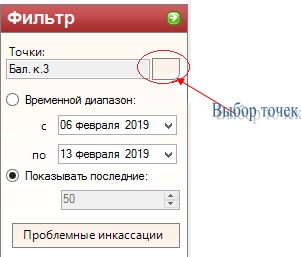 Фильтр
Точки:
Бал. к.3
Выбор точек
Временной диапазон:
с 06 Февраля 2019
по 13 Февраля 2019
Показывать последние:
50
Проблемные инкассации